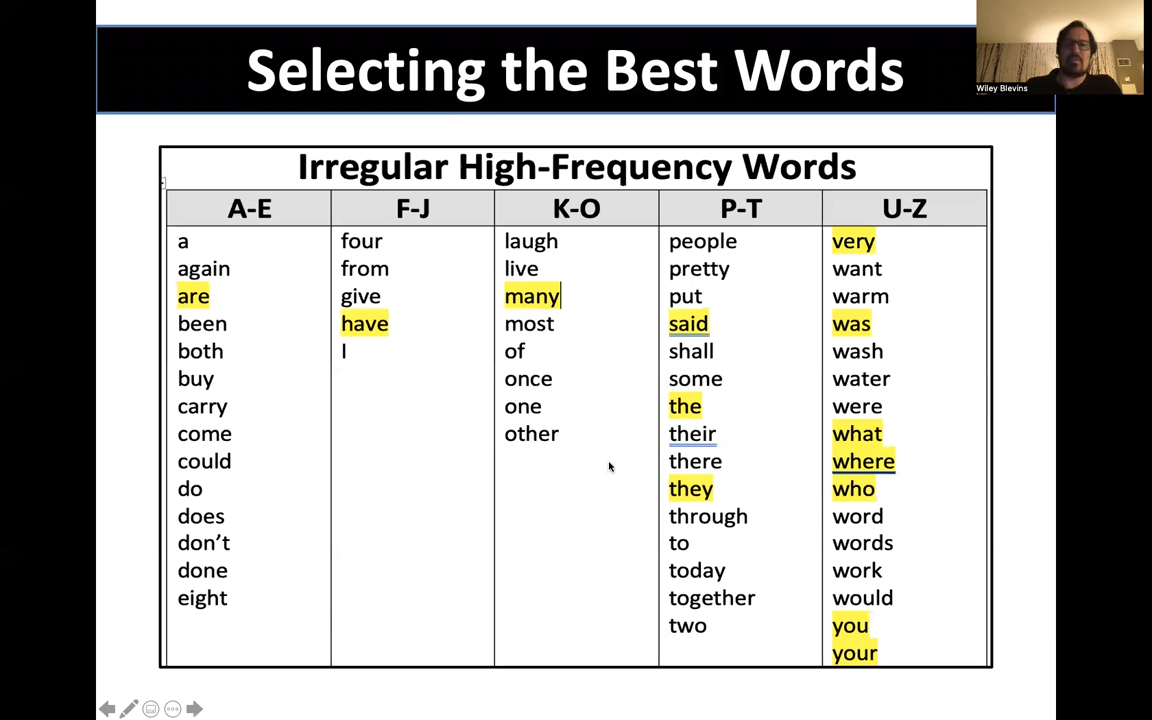 Selecting the Best Words
Wiley Blevins
Irregular High-Frequency Words
A-E F-J K-O P-T U-Z
a four laugh people very
again from live pretty want
are give many put warm
been have most said was
both I of shall wash
buy once some water
carry one the were
come other their what
could there where
do they who
does through word
don't to words
done today work
eight together would
two you
your